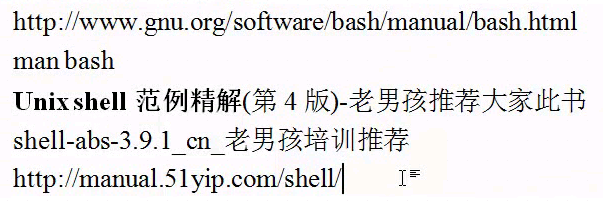 http://www.gnu.org/software/bash/manual/bash.html
man bash
Unix shell 范例精解(第 4 版)-老男孩推荐大家此书
shell-abs-3.9.1_cn_老男孩培训推荐
http://manual.51yip.com/shell/